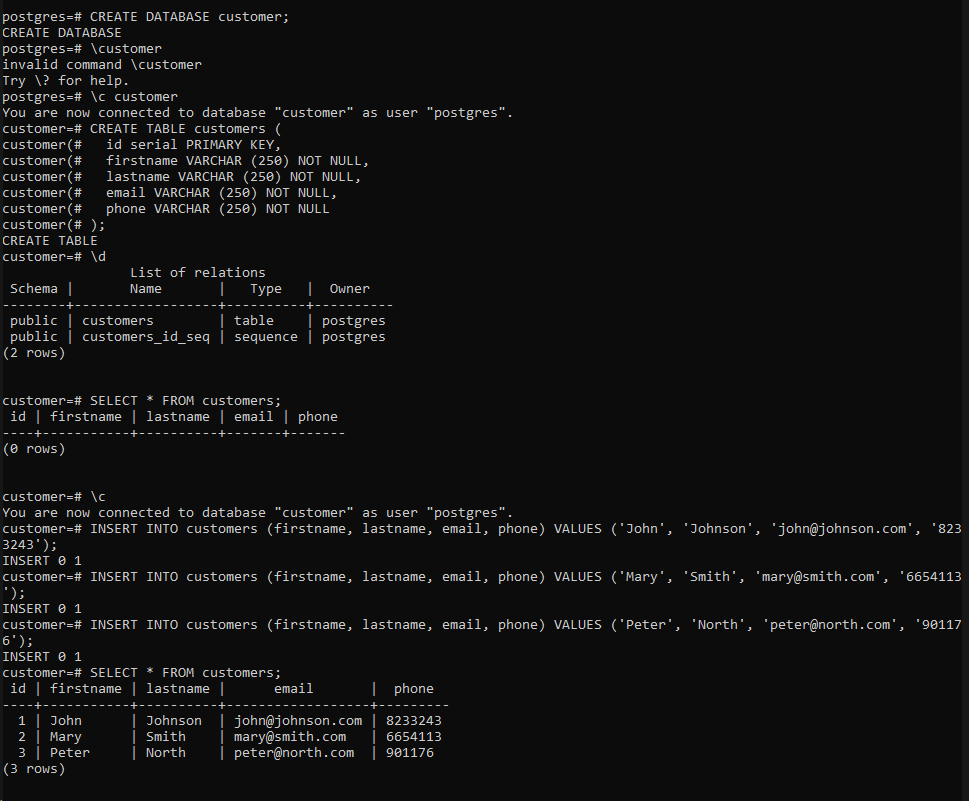 postgres=# CREATE DATABASE customer;
CREATE DATABASE
postgres=# \customer
invalid command \customer
Try \? for help.
postgres=# \c customer
You are now connected to database "customer" as user "postgres".
customer=# CREATE TABLE customers (
customer(#   id serial PRIMARY KEY,
customer(#   firstname VARCHAR (250) NOT NULL,
customer(#   lastname VARCHAR (250) NOT NULL,
customer(#   email VARCHAR (250) NOT NULL,
customer(#   phone VARCHAR (250) NOT NULL
customer(# );
CREATE TABLE
customer=# \d
                List of relations
 Schema |       Name       |   Type   |  Owner
--------+------------------+----------+----------
 public | customers        | table    | postgres
 public | customers_id_seq | sequence | postgres
(2 rows)
customer=# SELECT * FROM customers;
 id | firstname | lastname | email | phone
----+-----------+----------+-------+-------
(0 rows)
customer=# \c
You are now connected to database "customer" as user "postgres".
customer=# INSERT INTO customers (firstname, lastname, email, phone) VALUES ('John', 'Johnson', 'john@johnson.com', '823
3243');
INSERT 0 1
customer=# INSERT INTO customers (firstname, lastname, email, phone) VALUES ('Mary', 'Smith', 'mary@smith.com', '6654113
');
INSERT 0 1
customer=# INSERT INTO customers (firstname, lastname, email, phone) VALUES ('Peter', 'North', 'peter@north.com', '90117
6');
INSERT 0 1
customer=# SELECT * FROM customers;
 id | firstname | lastname |      email       |  phone
----+-----------+----------+------------------+---------
  1 | John      | Johnson  | john@johnson.com | 8233243
  2 | Mary      | Smith    | mary@smith.com   | 6654113
  3 | Peter     | North    | peter@north.com  | 901176
(3 rows)